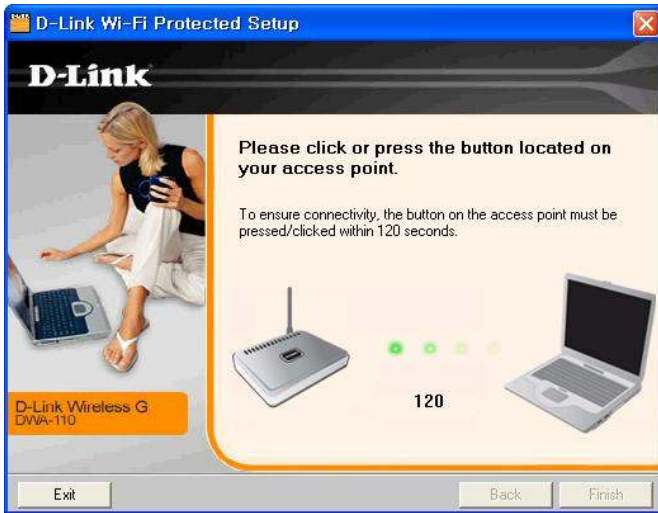 D-Link Wi-Fi Protected Setup
D-Link
Please click or press the button located on
your access point.
To ensure connectivity, the button on the access point must be
pressed/clicked within 120 seconds.
120
D-Link Wireless G
DWA-110
Exit
Back
Finish